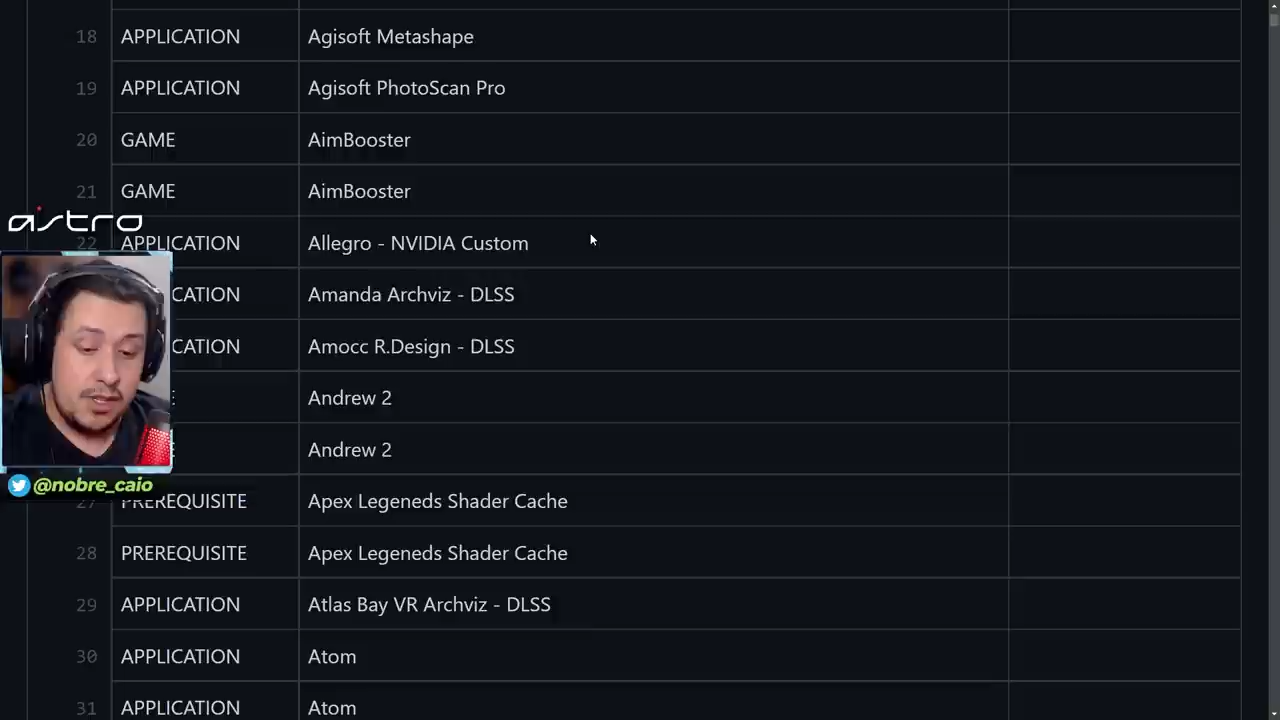 18 APPLICATION Agisoft Metashape
19 APPLICATION Agisoft PhotoScan Pro
20 GAME AimBooster
21 GAME AimBooster
astro
22 APPLICATION Allegro - NVIDIA Custom
CATION Amanda Archviz - DLSS
CATION Amocc R.Design - DLSS
Andrew 2
Andrew 2
@nobre_caio
27 PREREQUISITE Apex Legeneds Shader Cache
28 PREREQUISITE Apex Legeneds Shader Cache
29 APPLICATION Atlas Bay VR Archviz - DLSS
30 APPLICATION Atom
31 APPLICATION Atom